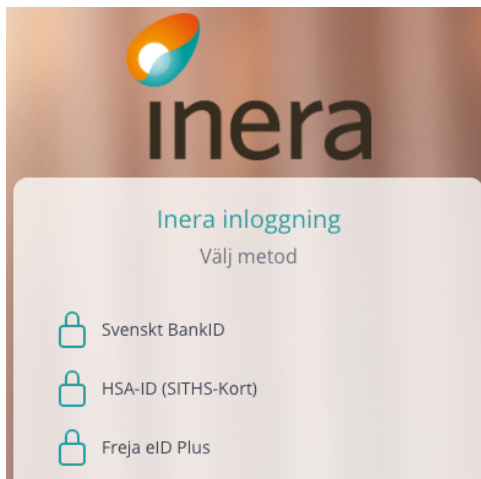 inera
Inera inloggning
Välj metod
Svenskt BankID
HSA-ID (SITHS-Kort)
Freja eID Plus